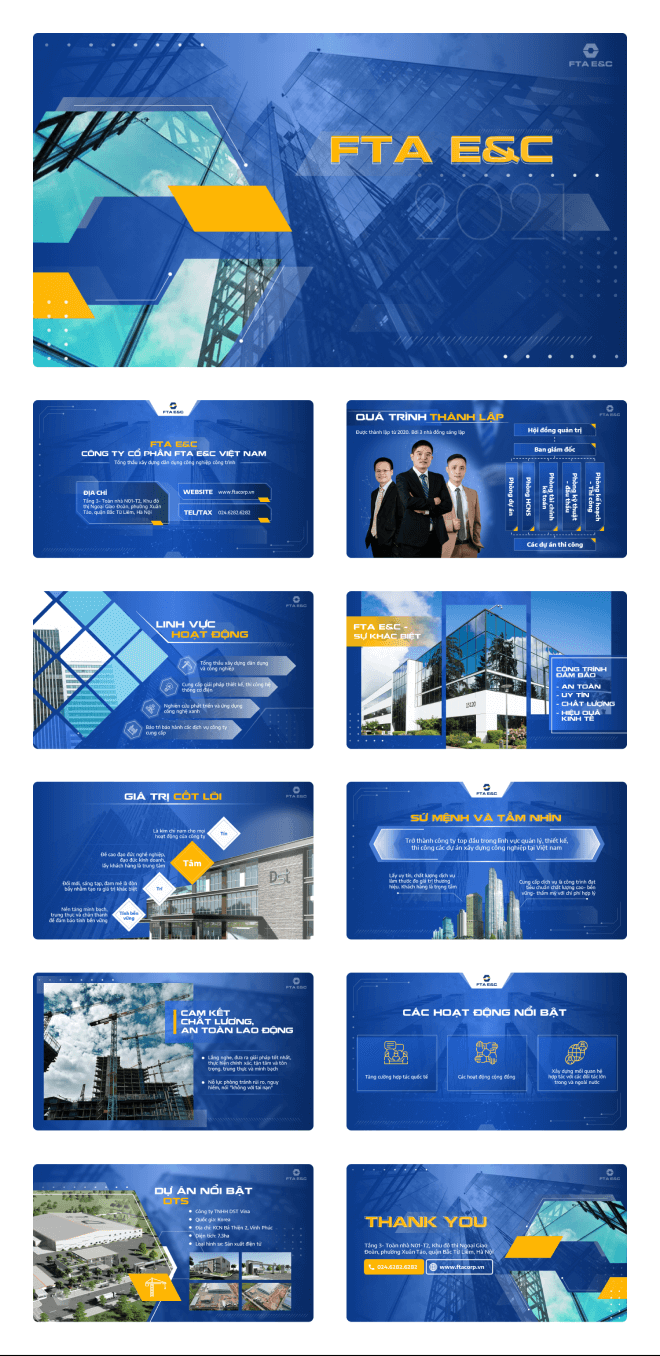 FTA E&C
FTA E&C
2021
FTA E&C
FTA E&C
CÔNG TY CỔ PHẦN FTA E&C VIỆT NAM
Tổng thầu xây dựng dân dụng công nghiệp công trình
ĐỊA CHỈ
Tầng 3- Toàn nhà N01-T2, Khu đô
thị Ngoại Giao Đoàn, phường Xuân
Tảo, quận Bắc Từ Liêm, Hà Nội
WEBSITE www.ftacorp.vn
TEL/TAX 024.6282.6282
FTA E&C
QUÁ TRÌNH THÀNH LẬP
Được thành lập từ 2020. Bởi 3 nhà đồng sáng lập
Hội đồng quản trị
Ban giám đốc
Phòng dự án
Phòng HCNS
Phòng tài chính
kế toán
Phòng kỹ thuật
- đấu thầu
Phòng kế hoạch
- Thi công
Các dự án thi công
FTA E&C
LĨNH VỰC
HOẠT ĐỘNG
Tổng thầu xây dựng dân dụng
và công nghiệp
Cung cấp giải pháp thiết kế, thi công hệ
thống cơ điện
Nghiên cứu phát triển và ứng dụng
công nghệ xanh
Bảo trì bảo hành các dịch vụ công ty
cung cấp
FTA E&C -
SỰ KHÁC BIỆT
15120
CÔNG TRÌNH
ĐẢM BẢO
- AN TOÀN
- UY TÍN
- CHẤT LƯỢNG
- HIỆU QUẢ
KINH TẾ
FTA E&C
GIÁ TRỊ CỐT LÕI
Là kim chỉ nam cho mọi
hoạt động của công ty
Tín
Đề cao đạo đức nghề nghiệp,
đạo đức kinh doanh,
lấy khách hàng là trung tâm
Tâm
Đổi mới, sáng tạo, đam mê là đòn
bẩy nhằm tạo ra giá trị khác biệt
Trí
Nền tảng minh bạch,
trung thực và chân thành
để đảm bảo tính bền vững
Tính bền
vững
FTA E&C
SỨ MỆNH VÀ TẦM NHÌN
Trở thành công ty top đầu trong lĩnh vực quản lý, thiết kế,
thi công các dự án xây dựng công nghiệp tại Việt nam
Lấy uy tín, chất lượng dịch vụ
làm thước đo giá trị thương
hiệu, Khách hàng là trọng tâm
Cung cấp dịch vụ là công trình đạt
tiêu chuẩn chất lượng cao- bền
vững- thẩm mỹ với chi phí hợp lý
FTA E&C
CAM KẾT
CHẤT LƯỢNG,
AN TOÀN LAO ĐỘNG
Lắng nghe, đưa ra giải pháp tốt nhất,
thực hiện chính xác, tận tâm và tôn
trọng, trung thực và minh bạch
Nỗ lực phòng tránh rủi ro, nguy
hiểm, nói "không với tai nạn"
FTA E&C
CÁC HOẠT ĐỘNG NỔI BẬT
Tăng cường hợp tác quốc tế
Các hoạt động cộng đồng
Xây dựng mối quan hệ
hợp tác với các đối tác lớn
trong và ngoài nước
FTA E&C
DỰ ÁN NỔI BẬT
DTS
Công ty TNHH DST Vina
Quốc gia: Korea
Địa chỉ: KCN Bá Thiện 2, Vĩnh Phúc
Diện tích: 7.3ha
Loại hình sx: Sản xuất điện tử
FTA E&C
THANK YOU
Tầng 3- Toàn nhà N01-T2, Khu đô thị Ngoại Giao
Đoàn, phường Xuân Tảo, quận Bắc Từ Liêm, Hà Nội
024.6282.6282
www.ftacorp.vn